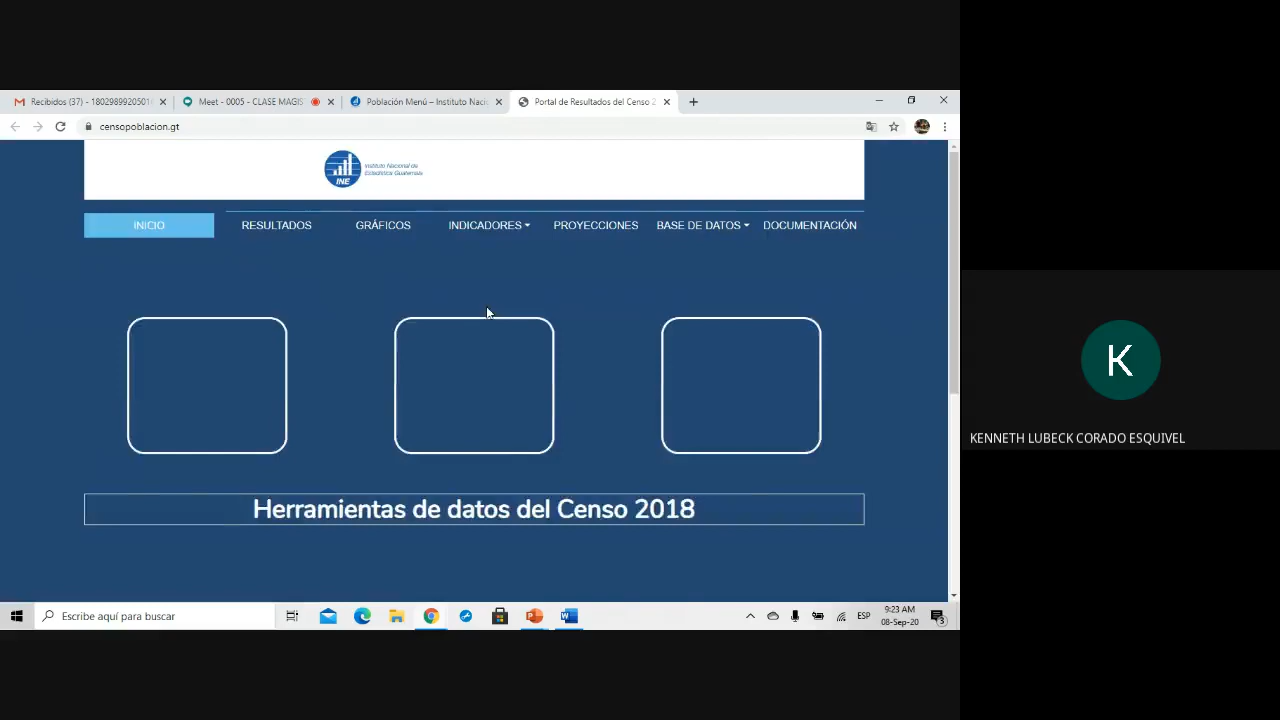 Recibidos (37) - 1802989920501
Meet - 0005 - CLASE MAGIS
Población Menú – Instituto Naci
Portal de Resultados del Censo 2
censopoblacion.gt
INE
Instituto Nacional de
Estadística Guatemala
INICIO
RESULTADOS
GRÁFICOS
INDICADORES
PROYECCIONES
BASE DE DATOS
DOCUMENTACIÓN
Herramientas de datos del Censo 2018
K
KENNETH LUBECK CORADO ESQUIVEL
Escribe aquí para buscar
ESP
9:23 AM
08-Sep-20
3